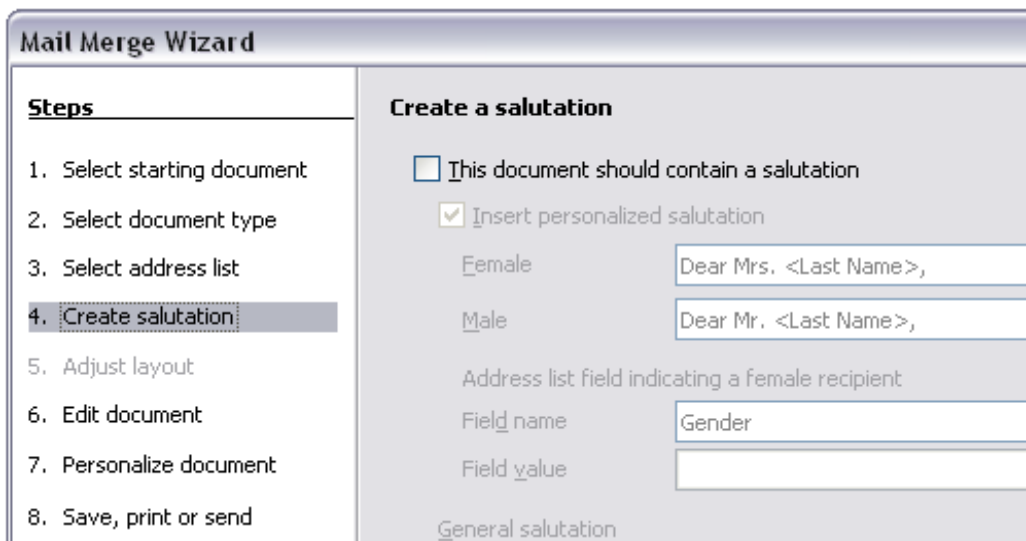 Mail Merge Wizard
Steps
1. Select starting document
2. Select document type
3. Select address list
4. Create salutation
5. Adjust layout
6. Edit document
7. Personalize document
8. Save, print or send
Create a salutation
This document should contain a salutation
Insert personalized salutation
Female Dear Mrs. <Last Name>,
Male Dear Mr. <Last Name>,
Address list field indicating a female recipient
Field name Gender
Field value
General salutation